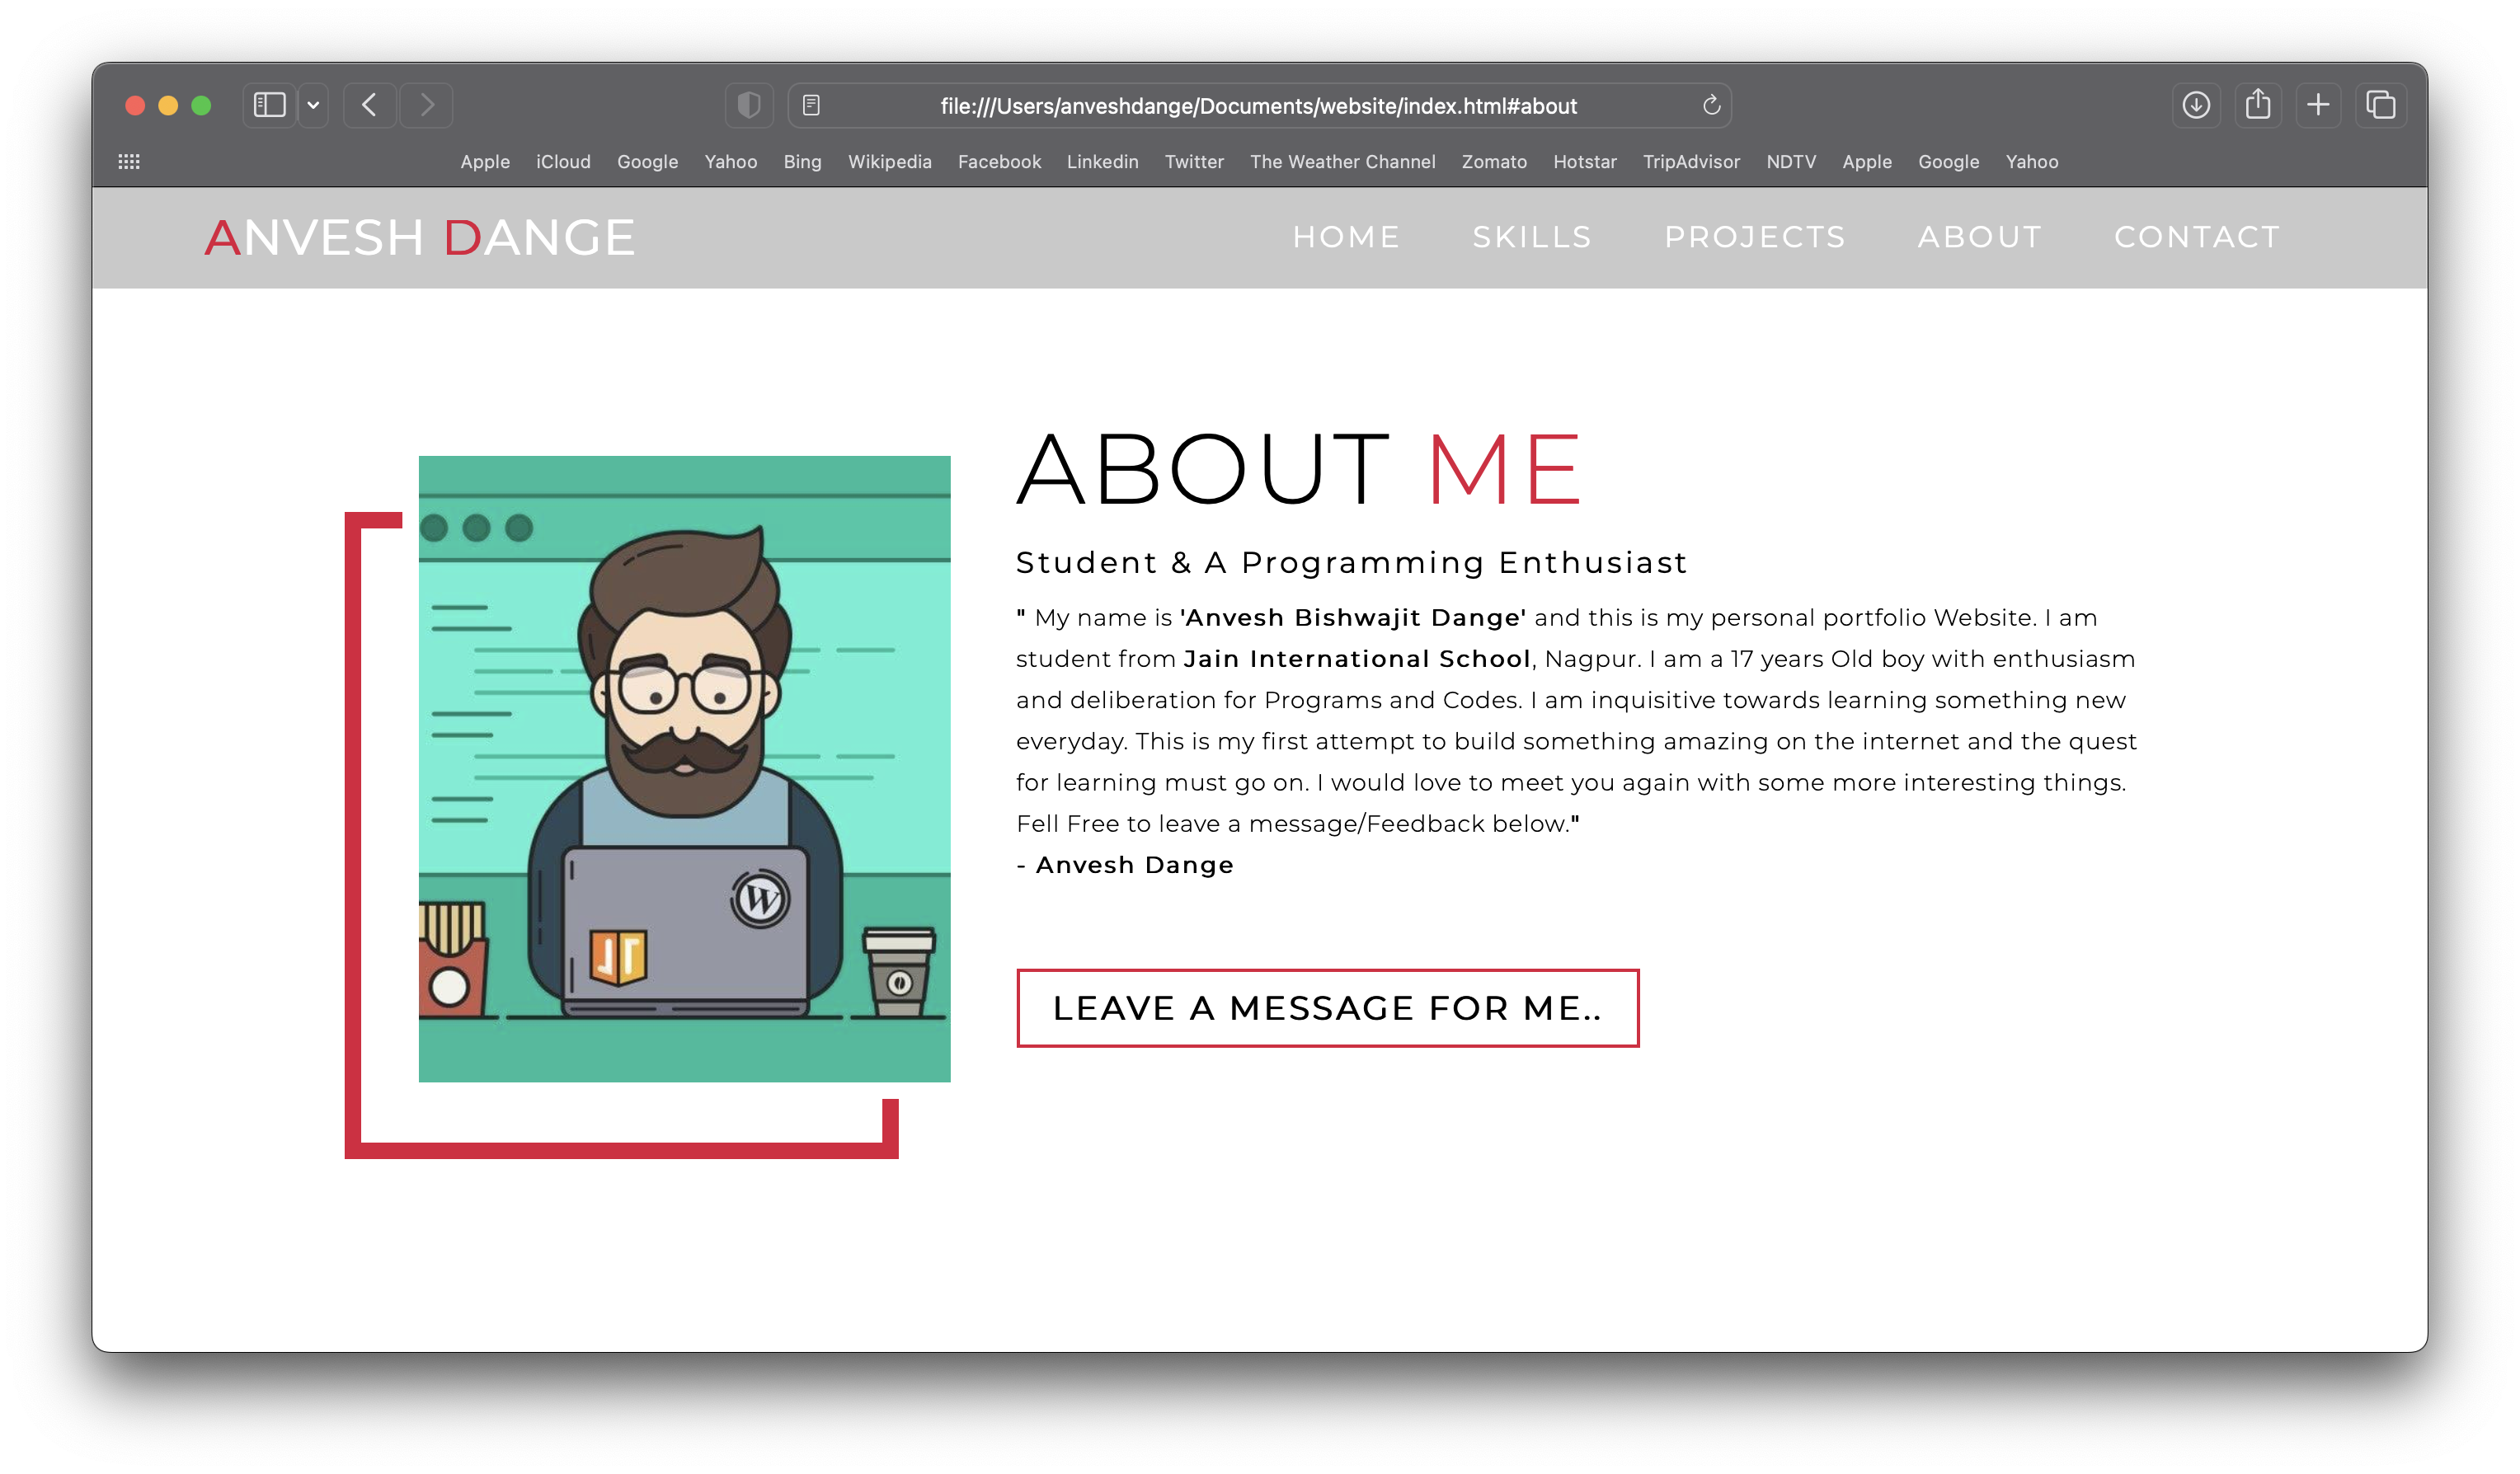 file:///Users/anveshdange/Documents/website/index.html#about
Apple iCloud Google Yahoo Bing Wikipedia Facebook Linkedin Twitter The Weather Channel Zomato Hotstar TripAdvisor NDTV Apple Google Yahoo
ANVESH DANGE HOME SKILLS PROJECTS ABOUT CONTACT
ABOUT ME
Student & A Programming Enthusiast
" My name is 'Anvesh Bishwajit Dange' and this is my personal portfolio Website. I am
student from Jain International School, Nagpur. I am a 17 years Old boy with enthusiasm
and deliberation for Programs and Codes. I am inquisitive towards learning something new
everyday. This is my first attempt to build something amazing on the internet and the quest
for learning must go on. I would love to meet you again with some more interesting things.
Fell Free to leave a message/Feedback below."
- Anvesh Dange
W
LEAVE A MESSAGE FOR ME..